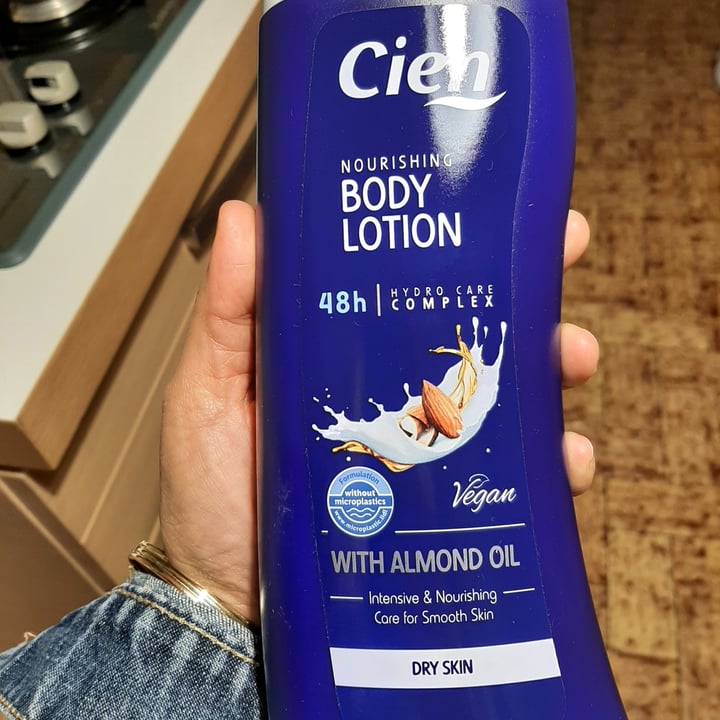 Cien
NOURISHING
BODY
LOTION
48h
HYDRO CARE
COMPLEX
Formulation
without
microplastics
Vegan
WITH ALMOND OIL
Intensive & Nourishing
Care for Smooth Skin
DRY SKIN